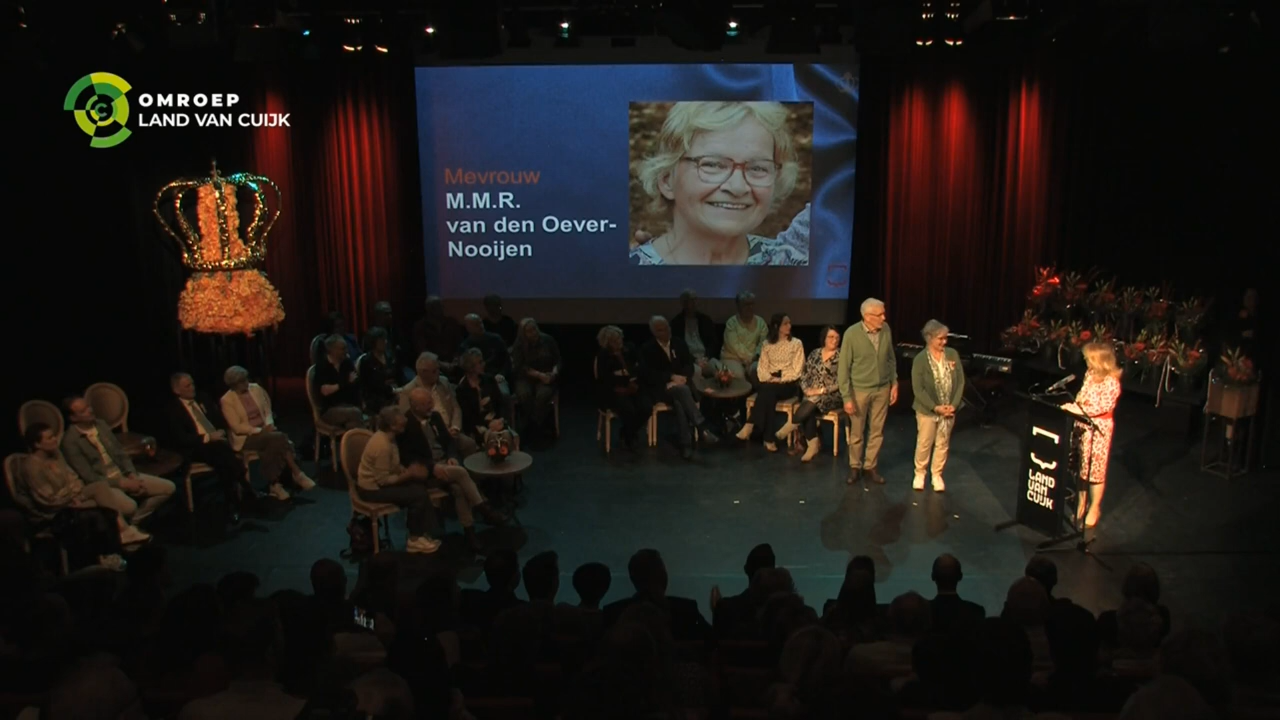 OMROEP
LAND VAN CUIJK
Mevrouw
M.M.R.
van den Oever-
Nooijen
LAND
VAN
CUIJK